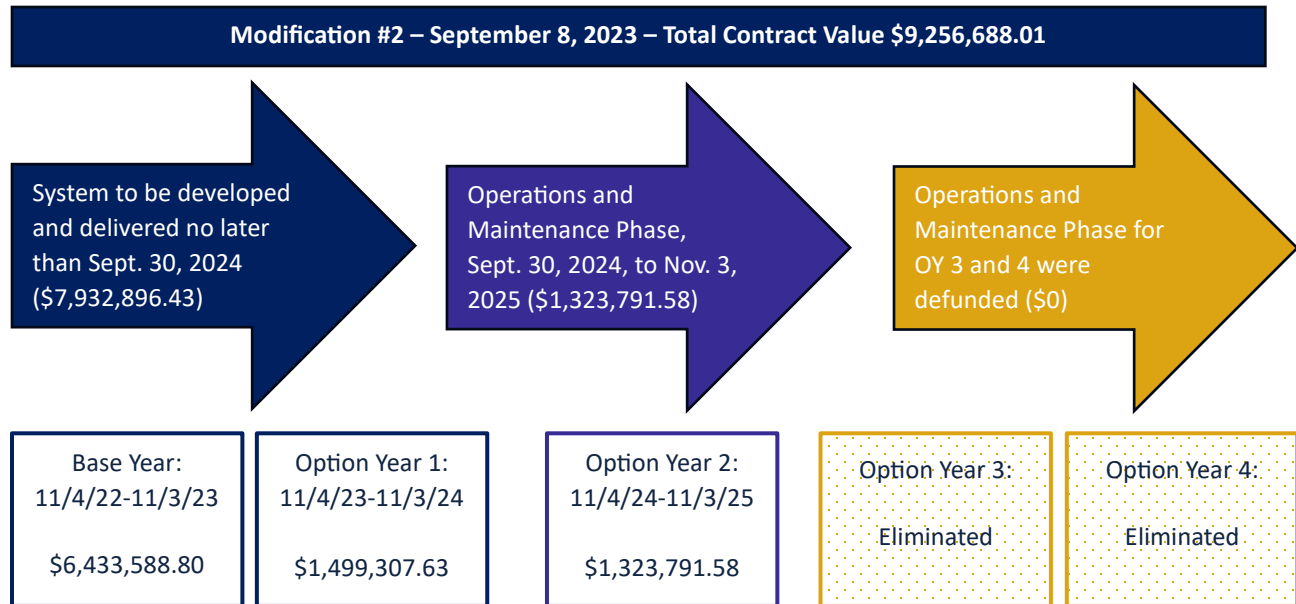 Modification #2 – September 8, 2023 – Total Contract Value $9,256,688.01
System to be developed
and delivered no later
than Sept. 30, 2024
($7,932,896.43)
Operations and
Maintenance Phase,
Sept. 30, 2024, to Nov. 3,
2025 ($1,323,791.58)
Operations and
Maintenance Phase for
OY 3 and 4 were
defunded ($0)
Base Year:
11/4/22-11/3/23
$6,433,588.80
Option Year 1:
11/4/23-11/3/24
$1,499,307.63
Option Year 2:
11/4/24-11/3/25
$1,323,791.58
Option Year 3:
Eliminated
Option Year 4:
Eliminated